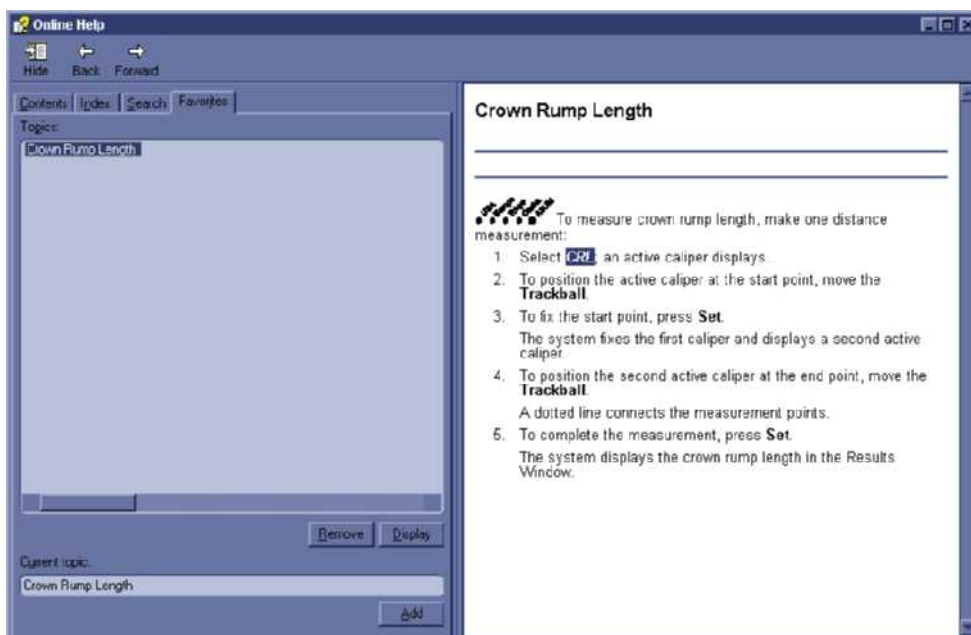 Online Help
Hide Back Forward
Contents Index Search Favorites
Topics:
Crown Rump Length
Remove Display
Current topic:
Crown Rump Length
Add
Crown Rump Length
To measure crown rump length, make one distance
measurement:
1. Select CRL; an active caliper displays.
2. To position the active caliper at the start point, move the
Trackball.
3. To fix the start point, press Set.
The system fixes the first caliper and displays a second active
caliper.
4. To position the second active caliper at the end point, move the
Trackball.
A dotted line connects the measurement points.
5. To complete the measurement, press Set.
The system displays the crown rump length in the Results
Window.